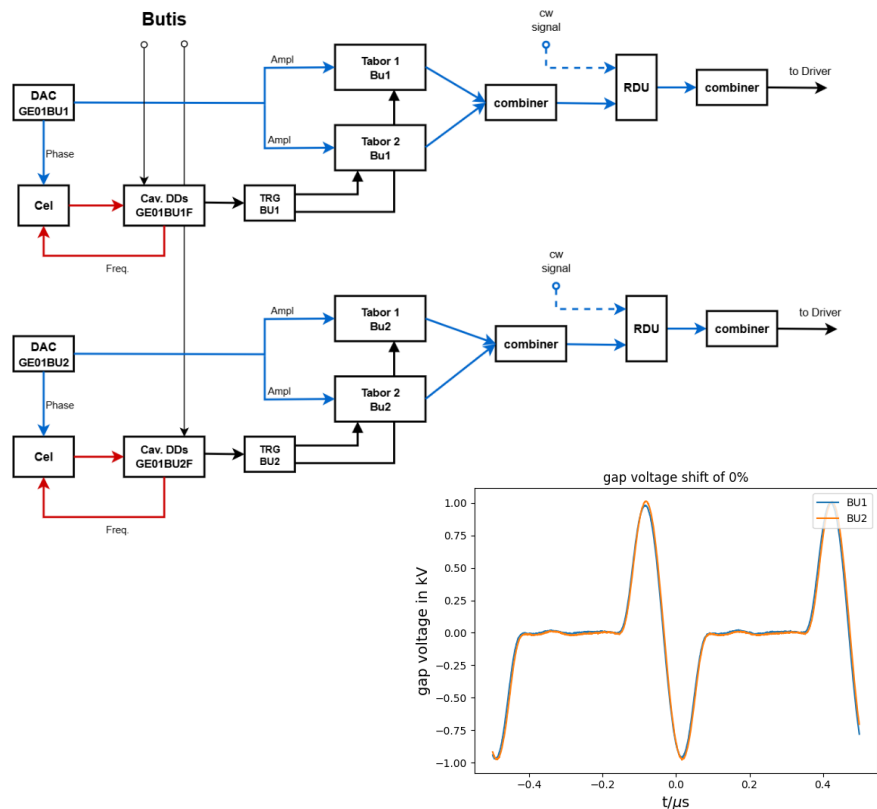 Butis
cw
signal
Ampl
Tabor 1
Bu1
RDU
combiner
to Driver
DAC
GE01BU1
combiner
Ampl
Tabor 2
Bu1
Phase
Cel
Cav. DDs
GE01BU1F
TRG
BU1
Freq.
cw
signal
Ampl
Tabor 1
Bu2
RDU
combiner
to Driver
DAC
GE01BU2
combiner
Ampl
Tabor 2
Bu2
Phase
Cel
Cav. DDs
GE01BU2F
TRG
BU2
Freq.
gap voltage shift of 0%
BU1
BU2
gap voltage in kV
1.00
0.75
0.50
0.25
0.00
−0.25
−0.50
−0.75
−1.00
−0.4
−0.2
0.0
0.2
0.4
t/μs